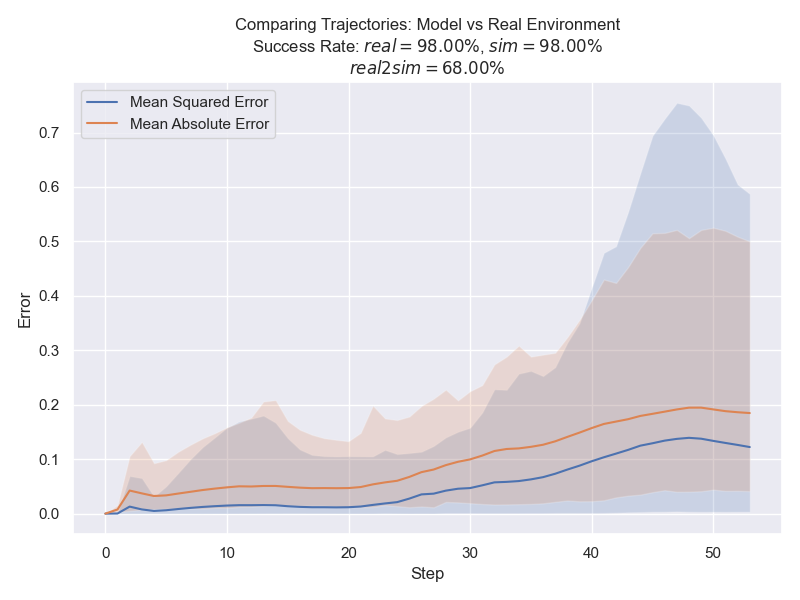 Comparing Trajectories: Model vs Real Environment
Success Rate: real = 98.00%, sim = 98.00%
real2sim = 68.00%
Mean Squared Error
Mean Absolute Error
0.7
0.6
0.5
0.4
0.3
0.2
0.1
0.0
Error
0 10 20 30 40 50
Step